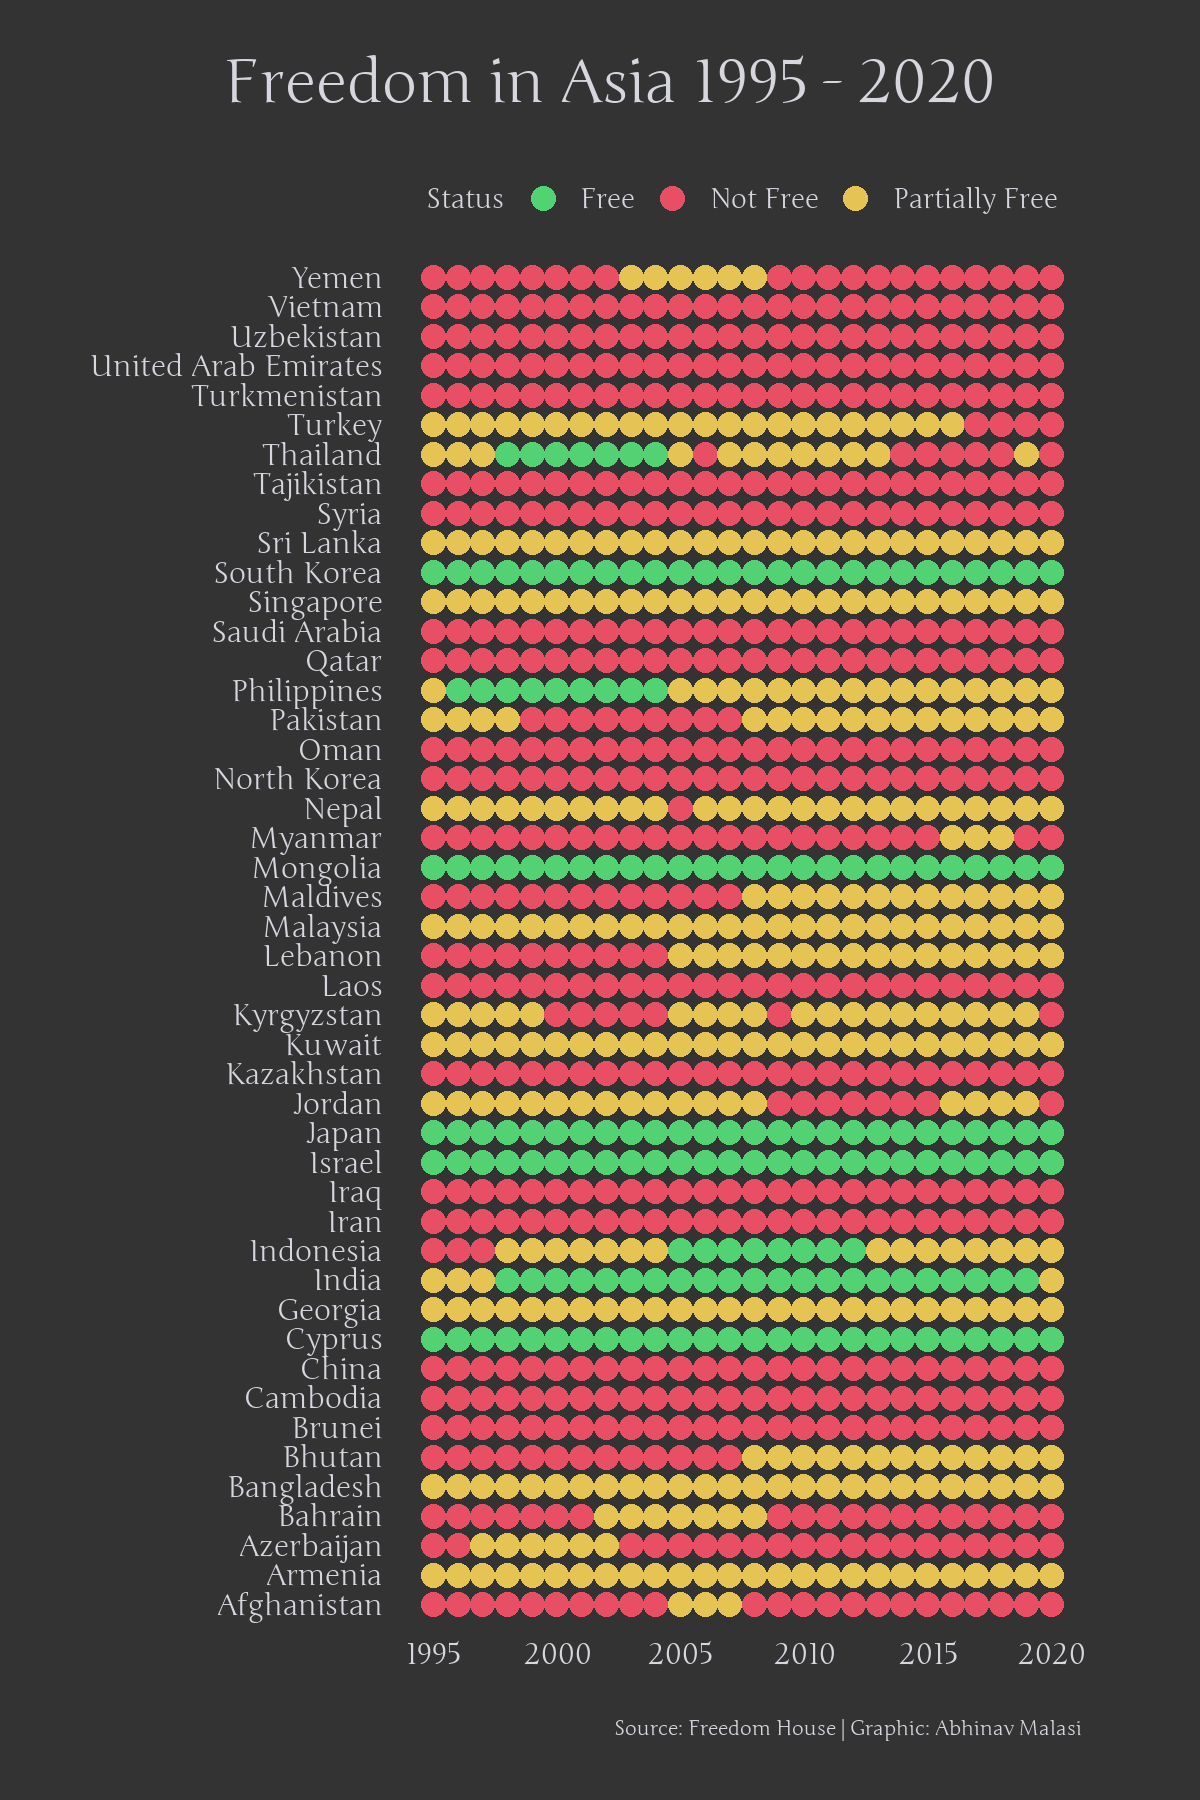 Freedom in Asia 1995 - 2020
Status Free Not Free Partially Free
Yemen
Vietnam
Uzbekistan
United Arab Emirates
Turkmenistan
Turkey
Thailand
Tajikistan
Syria
Sri Lanka
South Korea
Singapore
Saudi Arabia
Qatar
Philippines
Pakistan
Oman
North Korea
Nepal
Myanmar
Mongolia
Maldives
Malaysia
Lebanon
Laos
Kyrgyzstan
Kuwait
Kazakhstan
Jordan
Japan
Israel
Iraq
Iran
Indonesia
India
Georgia
Cyprus
China
Cambodia
Brunei
Bhutan
Bangladesh
Bahrain
Azerbaijan
Armenia
Afghanistan
1995 2000 2005 2010 2015 2020
Source: Freedom House | Graphic: Abhinav Malasi